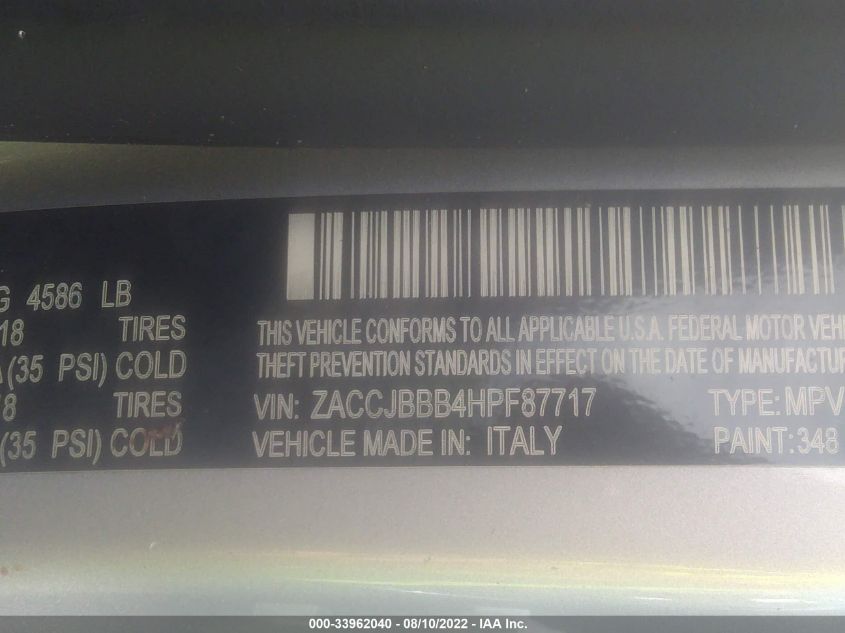 G 4586 LB
18 TIRES
(35 PSI) COLD
18 TIRES
(35 PSI) COLD
THIS VEHICLE CONFORMS TO ALL APPLICABLE U.S.A. FEDERAL MOTOR VEH
THEFT PREVENTION STANDARDS IN EFFECT ON THE DATE OF MANUFACTUR
VIN: ZACCJBBB4HPF87717 TYPE: MPV
VEHICLE MADE IN: ITALY PAINT: 348
000-33962040 - 08/10/2022 - IAA Inc.